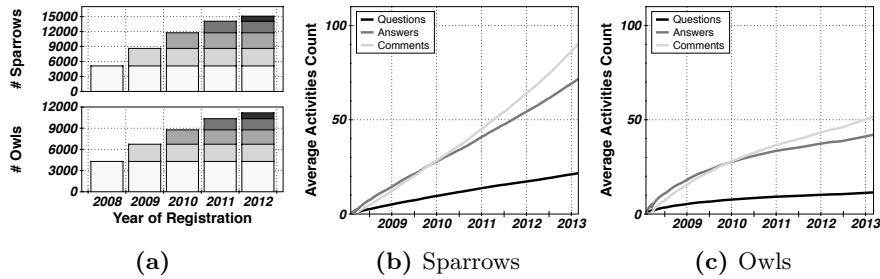 # Sparrows
15000
12000
9000
6000
3000
0
# Owls
12000
9000
6000
3000
0
2008 2009 2010 2011 2012
Year of Registration
(a)
Average Activities Count
100
50
0
Questions
Answers
Comments
2009 2010 2011 2012 2013
(b) Sparrows
Average Activities Count
100
50
0
Questions
Answers
Comments
2009 2010 2011 2012 2013
(c) Owls